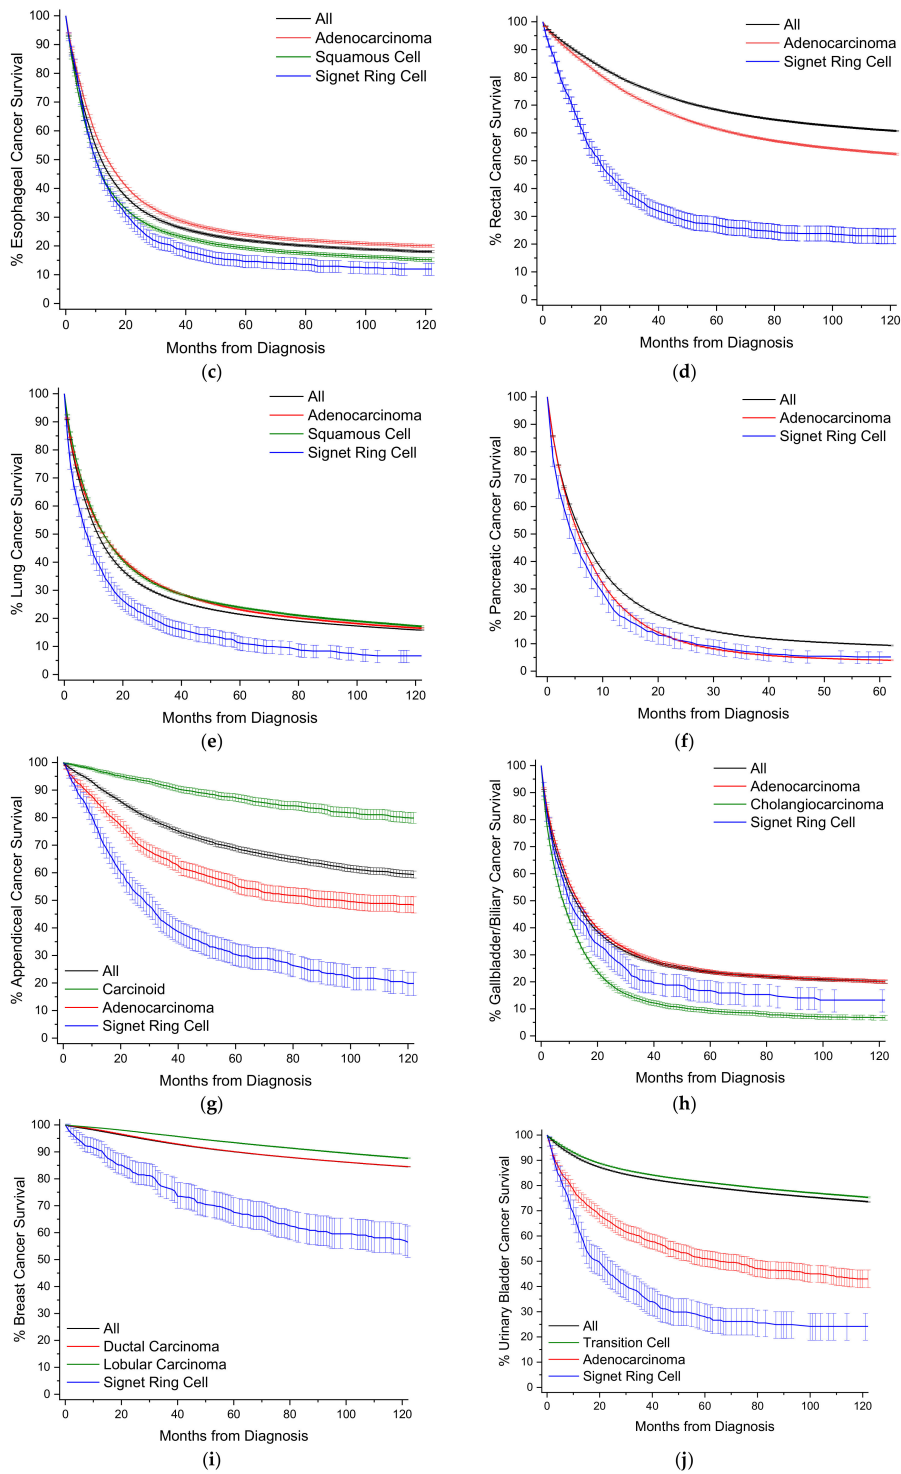 100
90
80
70
60
50
40
30
20
10
0
% Esophageal Cancer Survival
All
Adenocarcinoma
Squamous Cell
Signet Ring Cell
0 20 40 60 80 100 120
Months from Diagnosis
(c)
100
90
80
70
60
50
40
30
20
10
0
% Rectal Cancer Survival
All
Adenocarcinoma
Signet Ring Cell
0 20 40 60 80 100 120
Months from Diagnosis
(d)
100
90
80
70
60
50
40
30
20
10
0
% Lung Cancer Survival
All
Adenocarcinoma
Squamous Cell
Signet Ring Cell
0 20 40 60 80 100 120
Months from Diagnosis
(e)
100
90
80
70
60
50
40
30
20
10
0
% Pancreatic Cancer Survival
All
Adenocarcinoma
Signet Ring Cell
0 10 20 30 40 50 60
Months from Diagnosis
(f)
100
90
80
70
60
50
40
30
20
10
0
% Appendiceal Cancer Survival
All
Carcinoid
Adenocarcinoma
Signet Ring Cell
0 20 40 60 80 100 120
Months from Diagnosis
(g)
100
90
80
70
60
50
40
30
20
10
0
% Gallbladder/Biliary Cancer Survival
All
Adenocarcinoma
Cholangiocarcinoma
Signet Ring Cell
0 20 40 60 80 100 120
Months from Diagnosis
(h)
100
90
80
70
60
50
40
30
20
10
0
% Breast Cancer Survival
All
Ductal Carcinoma
Lobular Carcinoma
Signet Ring Cell
0 20 40 60 80 100 120
Months from Diagnosis
(i)
100
90
80
70
60
50
40
30
20
10
0
% Urinary Bladder Cancer Survival
All
Transition Cell
Adenocarcinoma
Signet Ring Cell
0 20 40 60 80 100 120
Months from Diagnosis
(j)